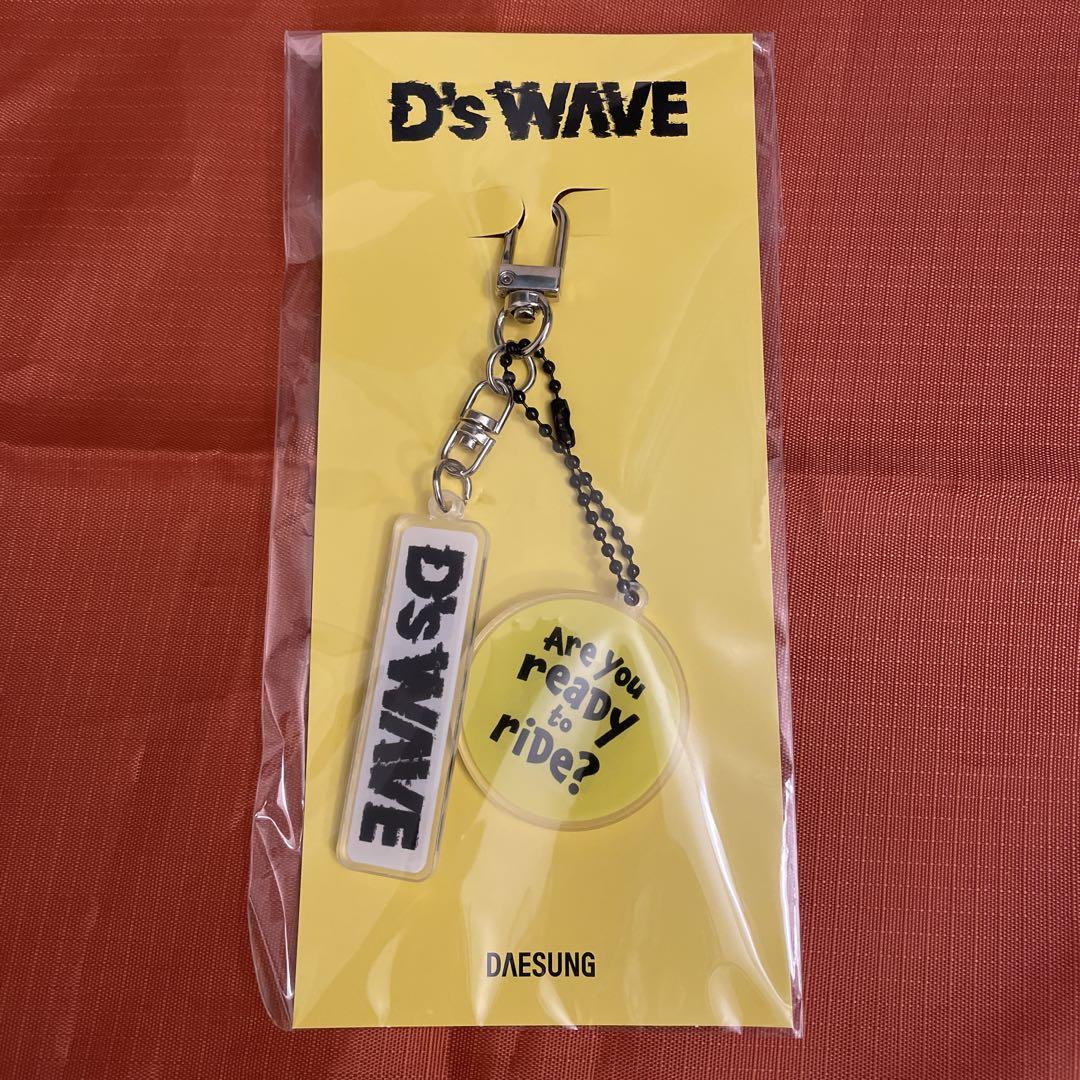 D's WAVE
D's WAVE
Are you
reaDy
to
riDe?
DAESUNG